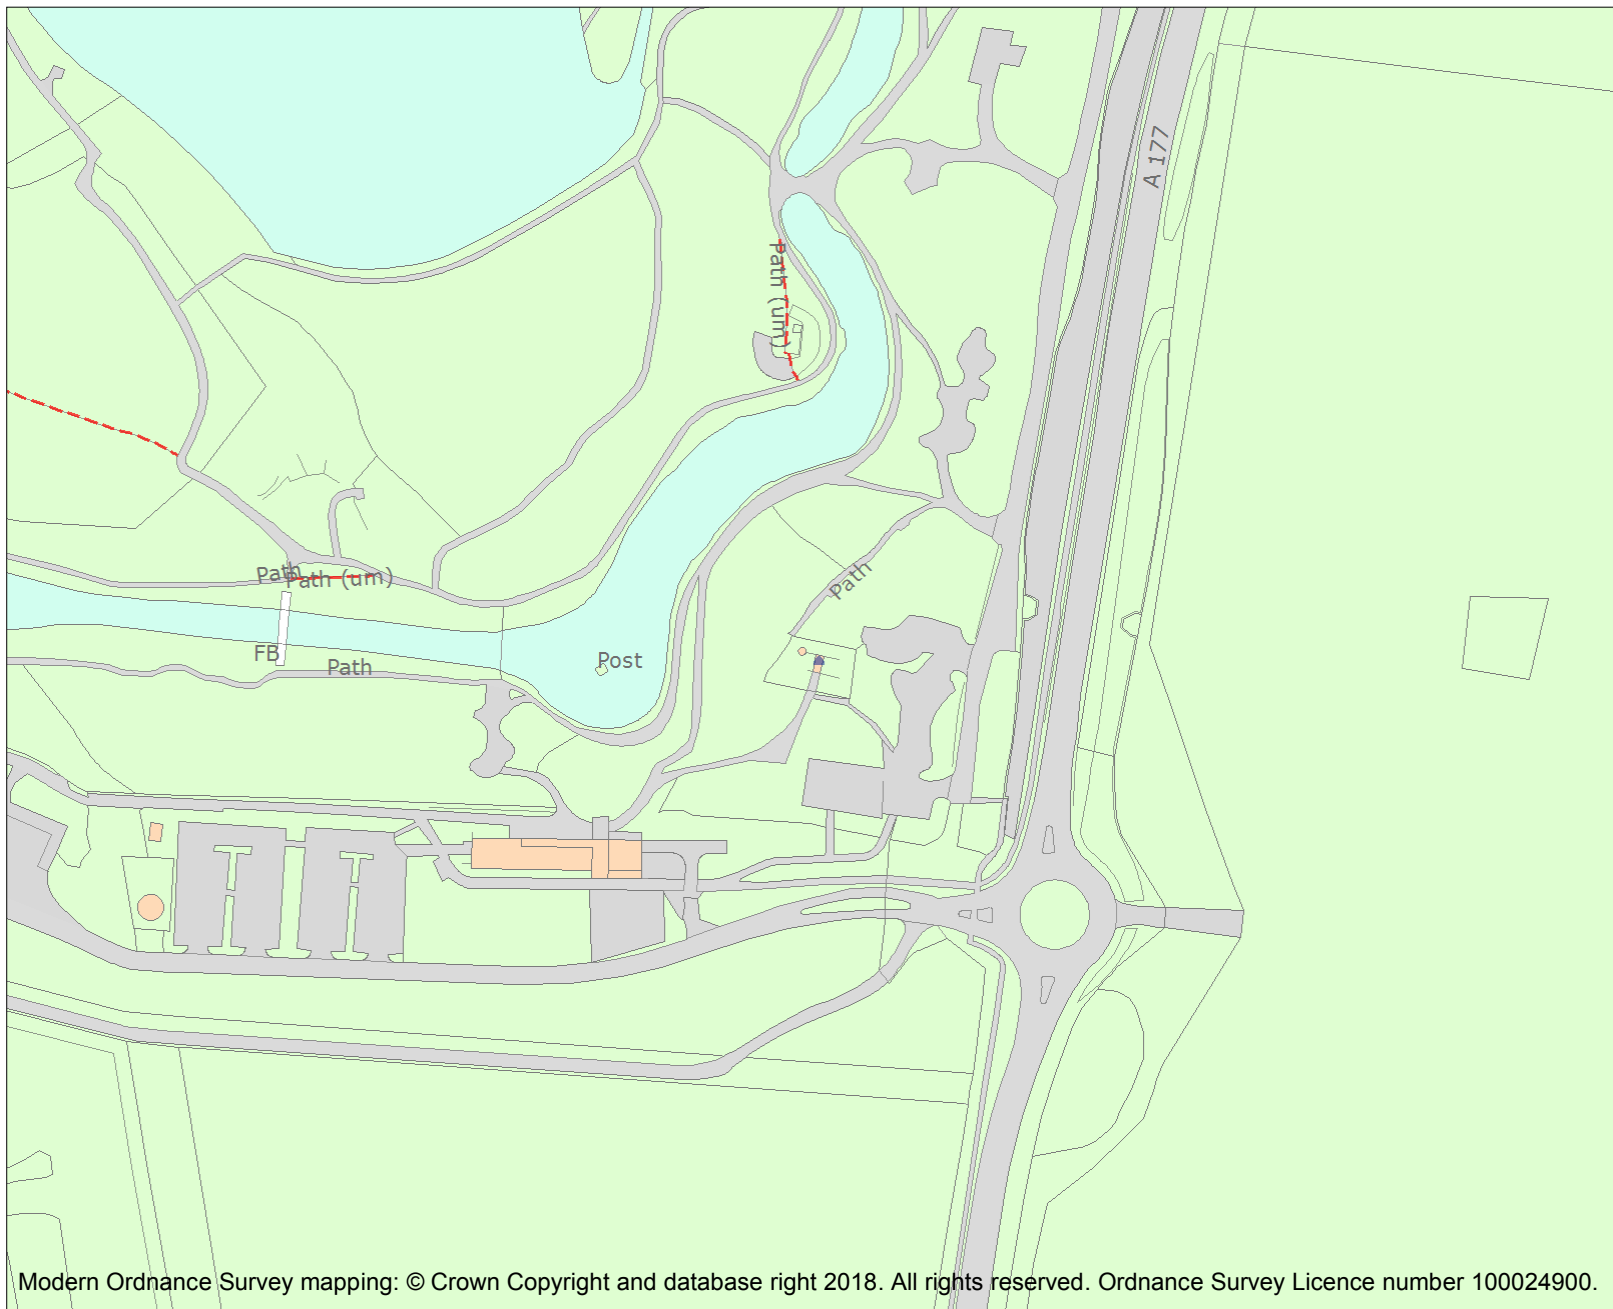 A 177
Path (um)
Path
Path
Path (um)
FB
Path
Post
Modern Ordnance Survey mapping: © Crown Copyright and database right 2018. All rights reserved. Ordnance Survey Licence number 100024900.